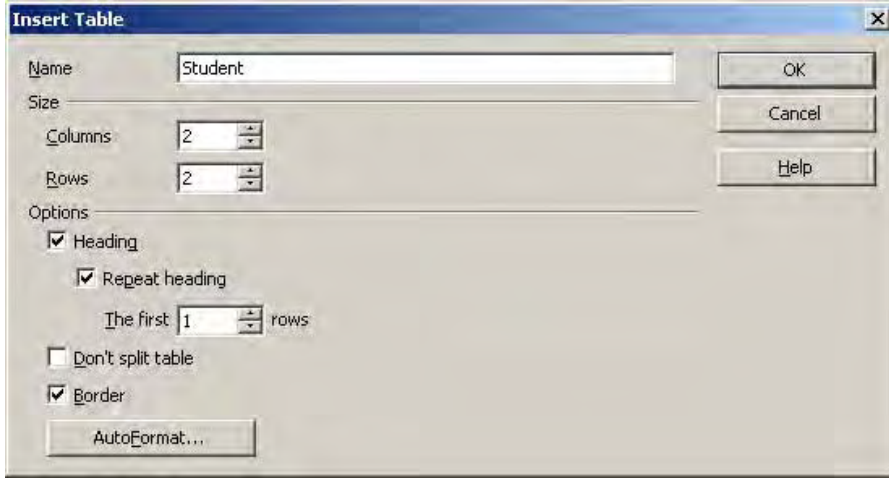 Insert Table
Name Student OK
Size
Cancel
Columns 2
Help
Rows 2
Options
Heading
Repeat heading
The first 1 rows
Don't split table
Border
AutoFormat...